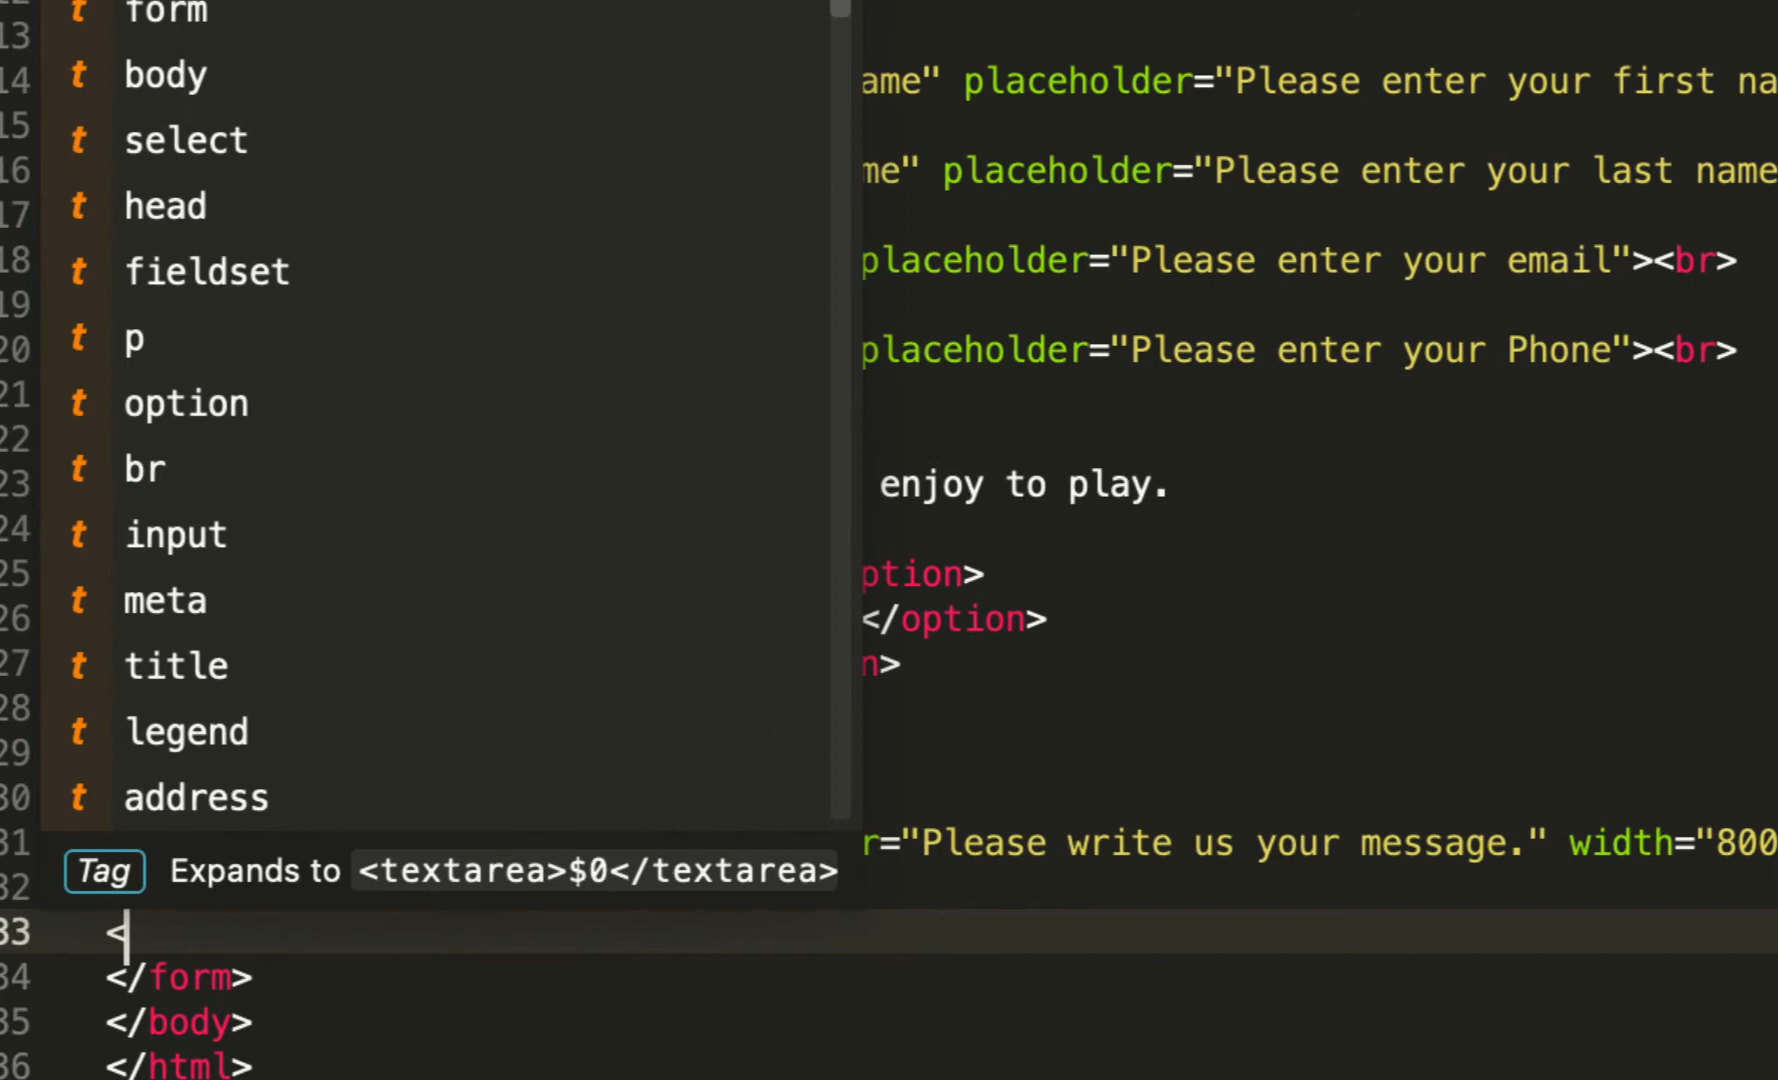 form
13
t body
14 ame" placeholder="Please enter your first na
15
t select
16 me" placeholder="Please enter your last name
t head
17
18 placeholder="Please enter your email"><br>
t fieldset
19
t p
20 placeholder="Please enter your Phone"><br>
21
t option
22
t br
23 enjoy to play.
24
t input
25 ption>
t meta
26 </option>
27 n>
t title
28
t legend
29
30
t address
31 r="Please write us your message." width="800
Tag Expands to <textarea>$0</textarea>
32
33 <
34 </form>
35 </body>
36 </html>